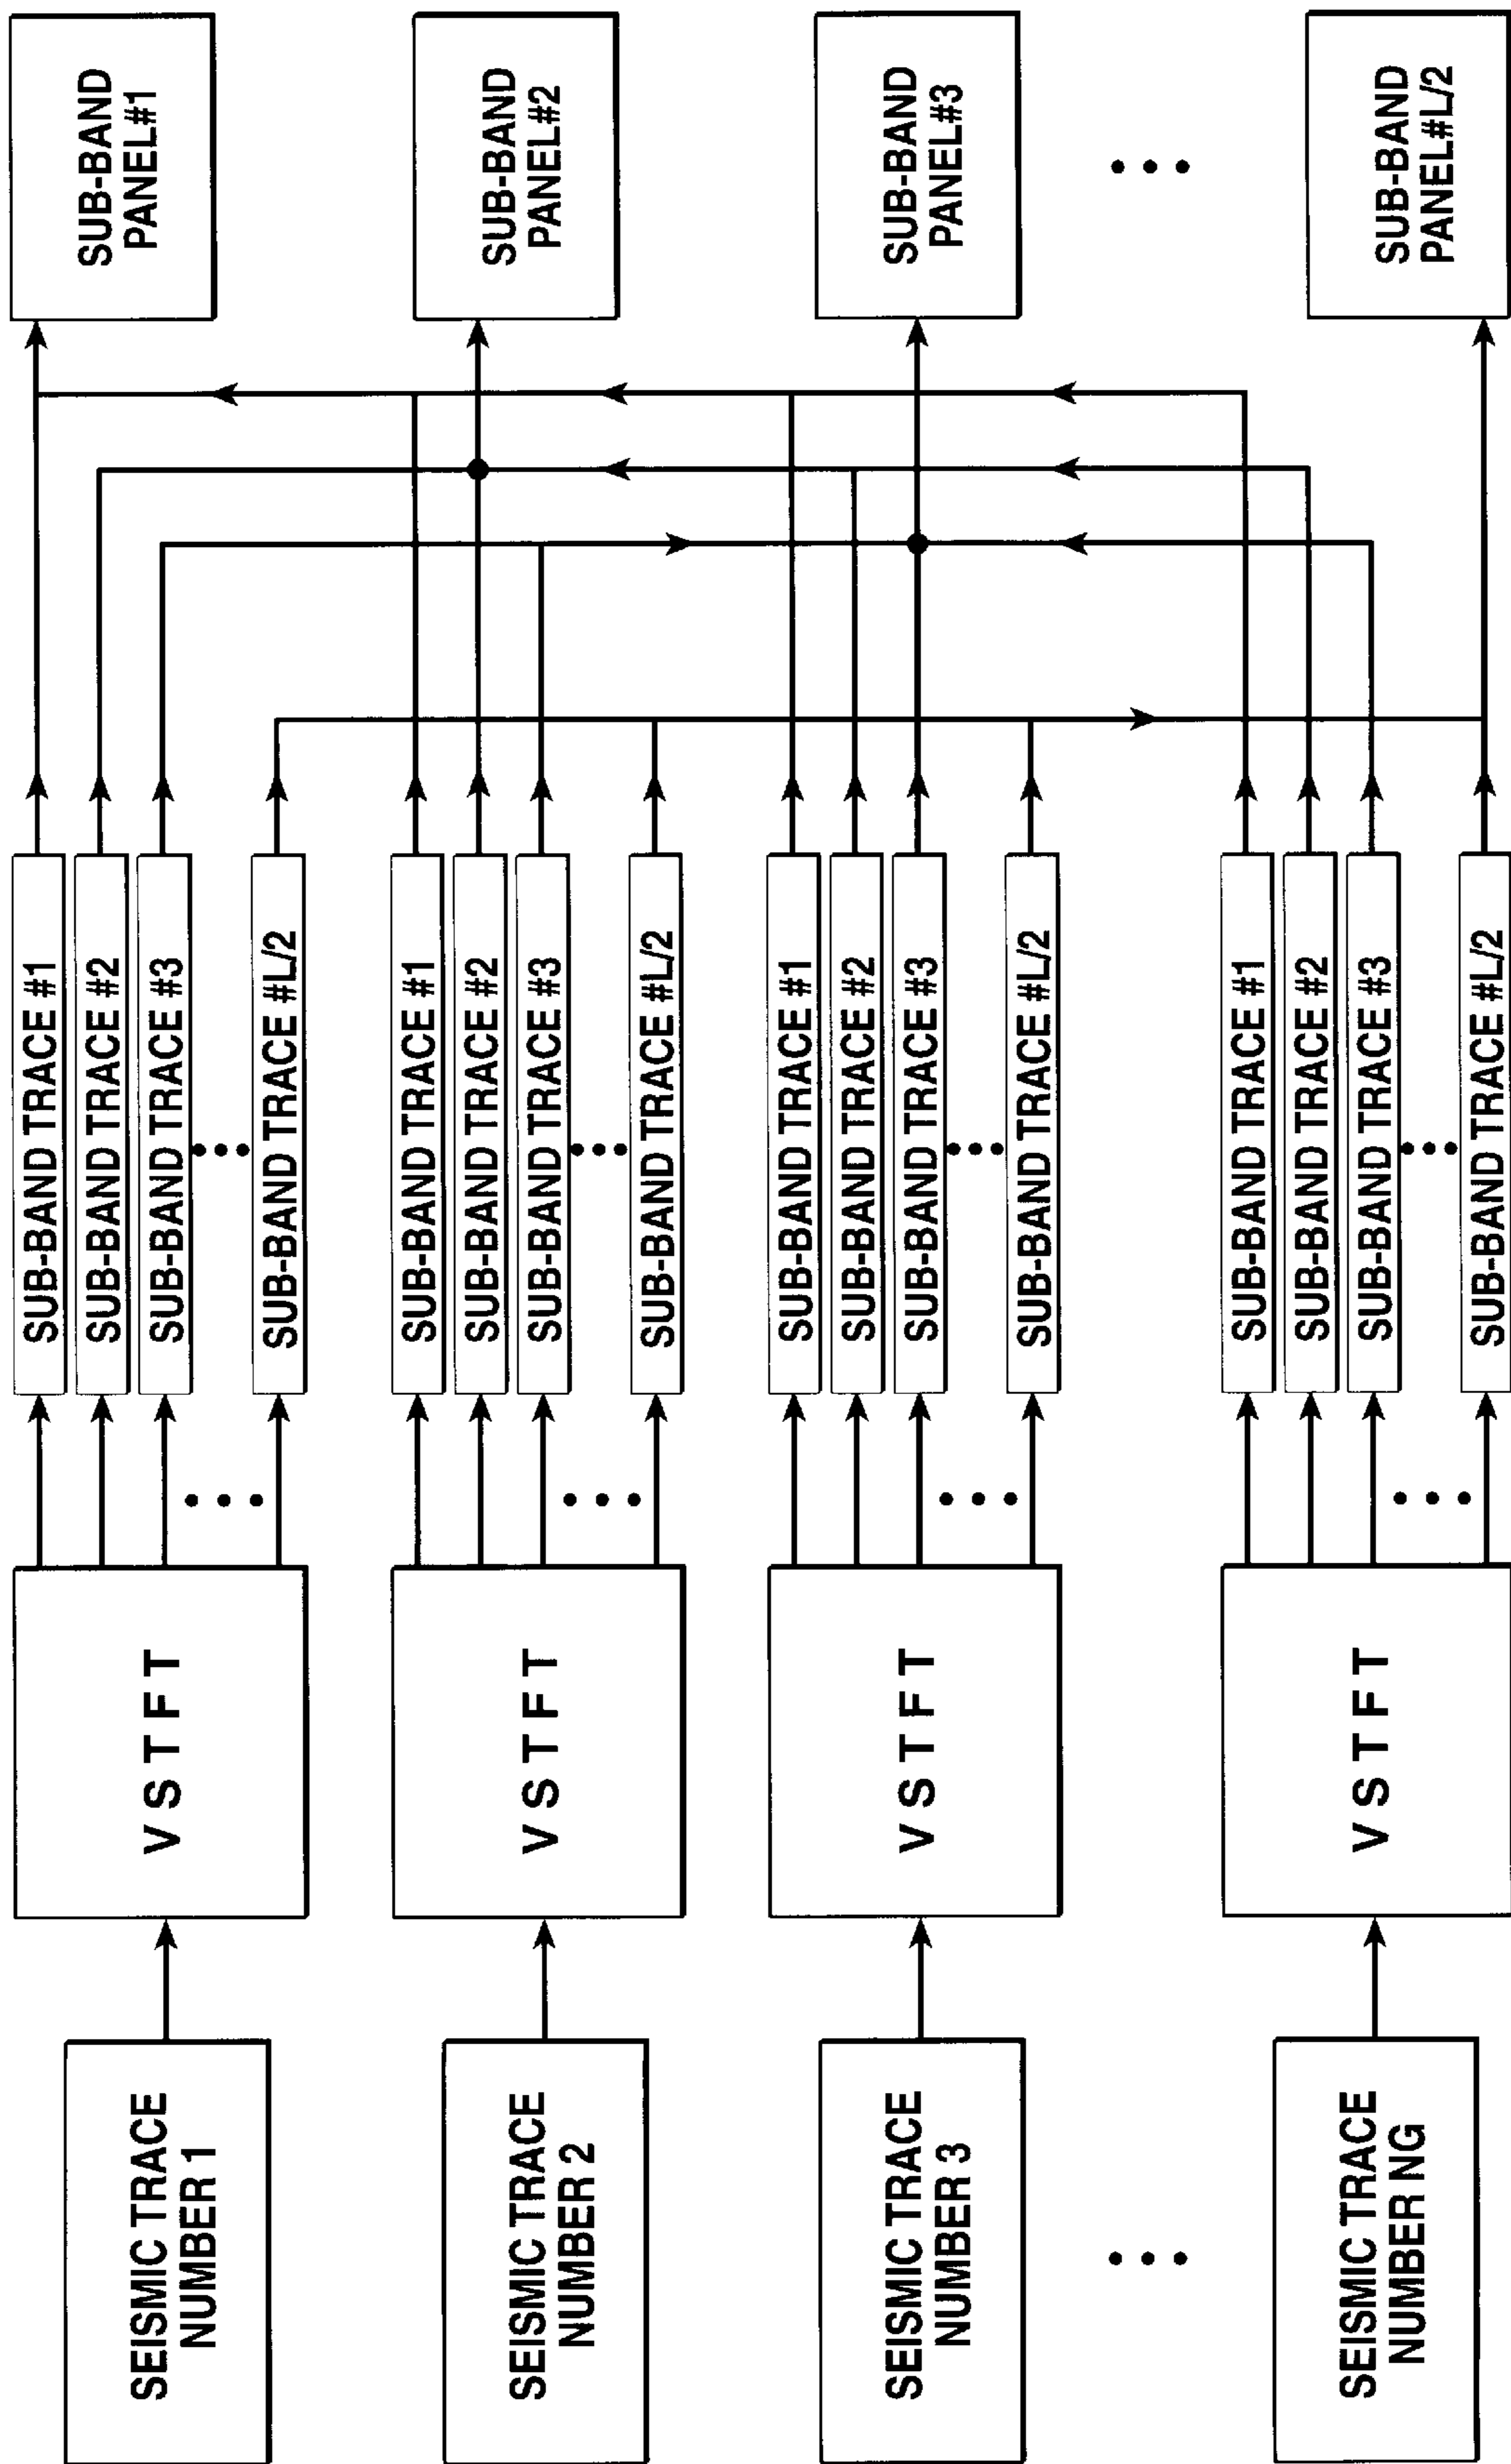 SEISMIC TRACE
NUMBER 1
SEISMIC TRACE
NUMBER 2
SEISMIC TRACE
NUMBER 3
SEISMIC TRACE
NUMBER NG
V S T F T
V S T F T
V S T F T
V S T F T
SUB-BAND TRACE #1
SUB-BAND TRACE #2
SUB-BAND TRACE #3
SUB-BAND TRACE #L/2
SUB-BAND TRACE #1
SUB-BAND TRACE #2
SUB-BAND TRACE #3
SUB-BAND TRACE #L/2
SUB-BAND TRACE #1
SUB-BAND TRACE #2
SUB-BAND TRACE #3
SUB-BAND TRACE #L/2
SUB-BAND TRACE #1
SUB-BAND TRACE #2
SUB-BAND TRACE #3
SUB-BAND TRACE #L/2
SUB-BAND
PANEL#1
SUB-BAND
PANEL#2
SUB-BAND
PANEL#3
SUB-BAND
PANEL#L/2